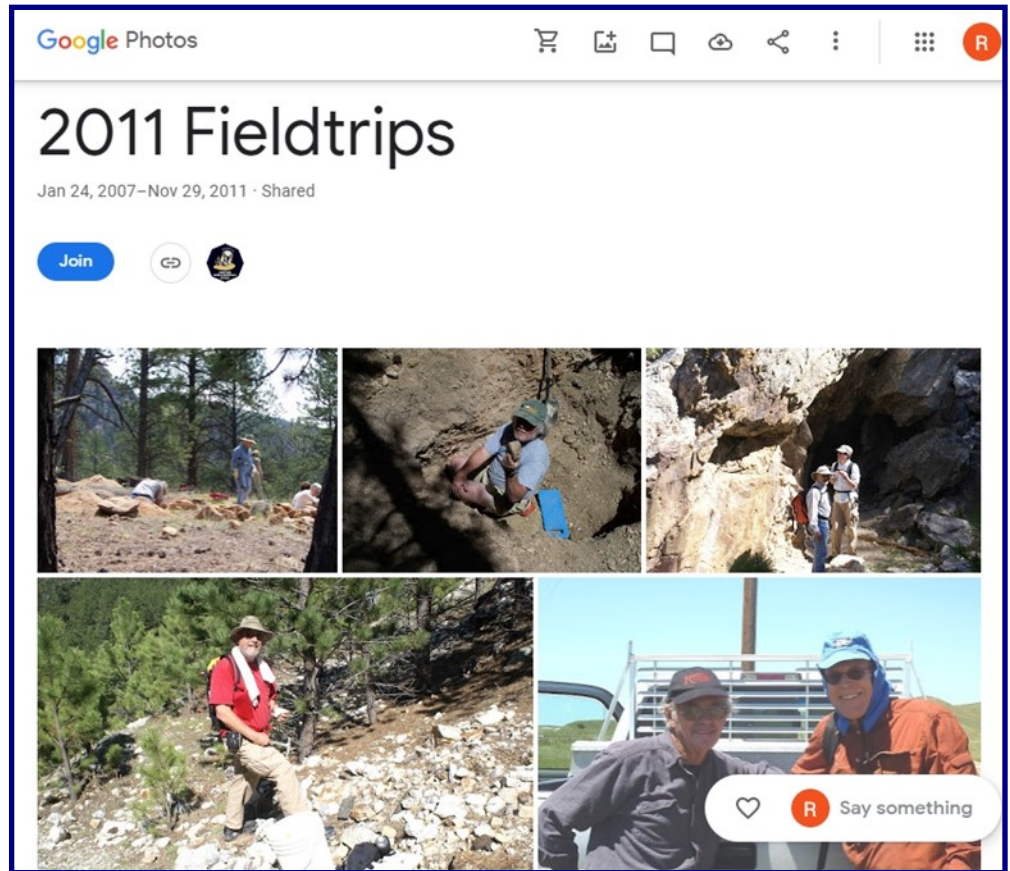 Google Photos
R
2011 Fieldtrips
Jan 24, 2007–Nov 29, 2011 · Shared
Join
R Say something